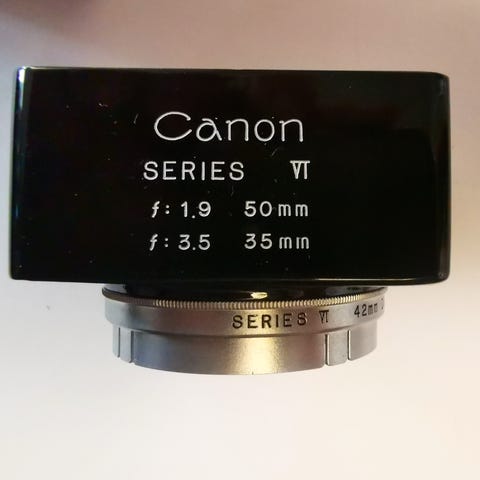 Canon
SERIES VI
f: 1.9 50mm
f: 3.5 35mm
SERIES VI 42mm